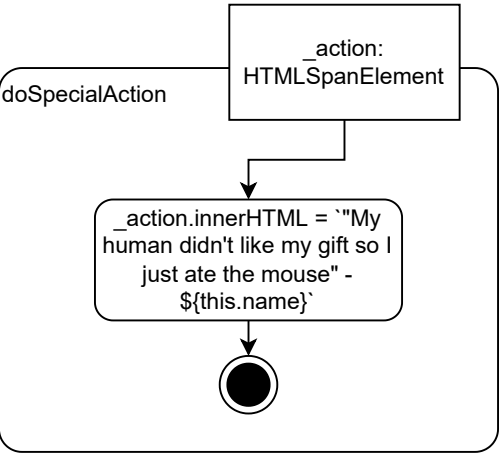 _action:
HTMLSpanElement
doSpecialAction
_action.innerHTML = `"My
human didn't like my gift so I
just ate the mouse" -
${this.name}`